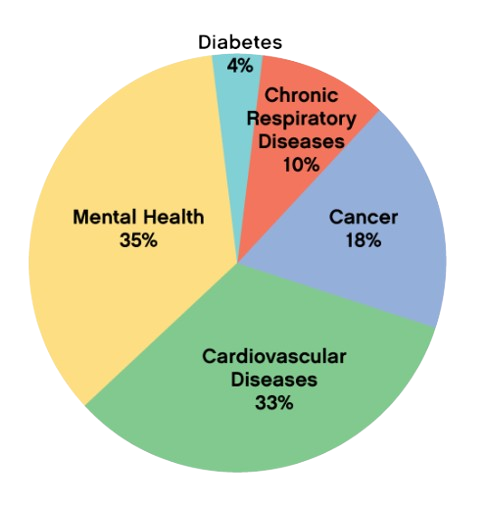 Diabetes
4%
Chronic
Respiratory
Diseases
10%
Cancer
18%
Mental Health
35%
Cardiovascular
Diseases
33%